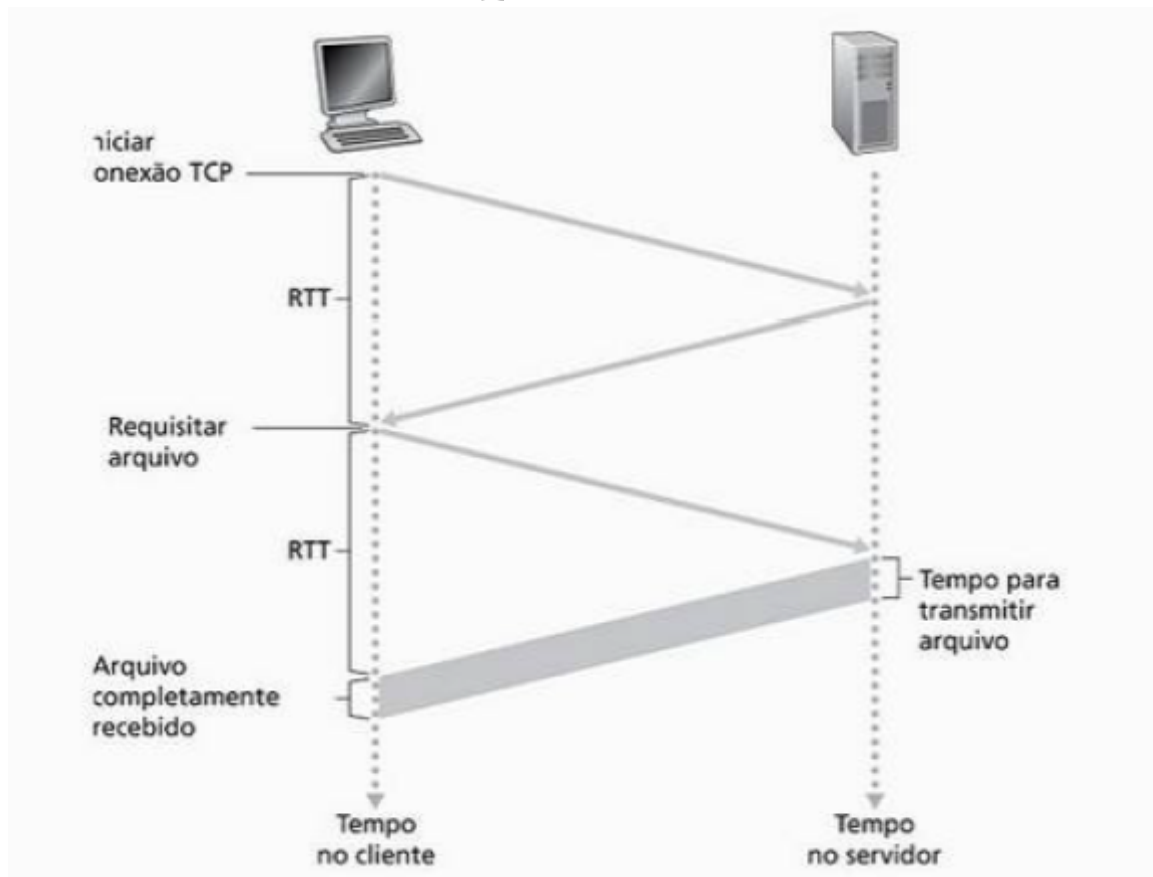 niciar
onexão TCP
RTT
Requisitar
arquivo
RTT
Tempo para
transmitir
arquivo
Arquivo
completamente
recebido
Tempo
no cliente
Tempo
no servidor